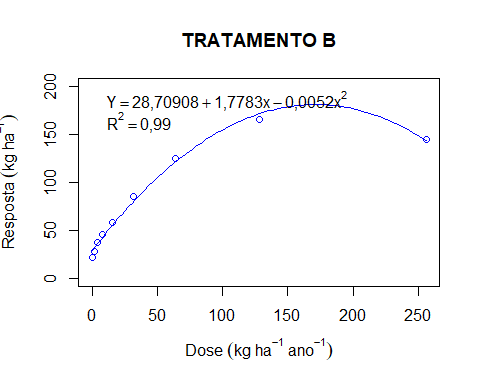 TRATAMENTO B
Y = 28,70908 + 1,7783x − 0,0052x²
R² = 0,99
Resposta (kg ha⁻¹)
200
150
100
50
0
0 50 100 150 200 250
Dose (kg ha⁻¹ ano⁻¹)